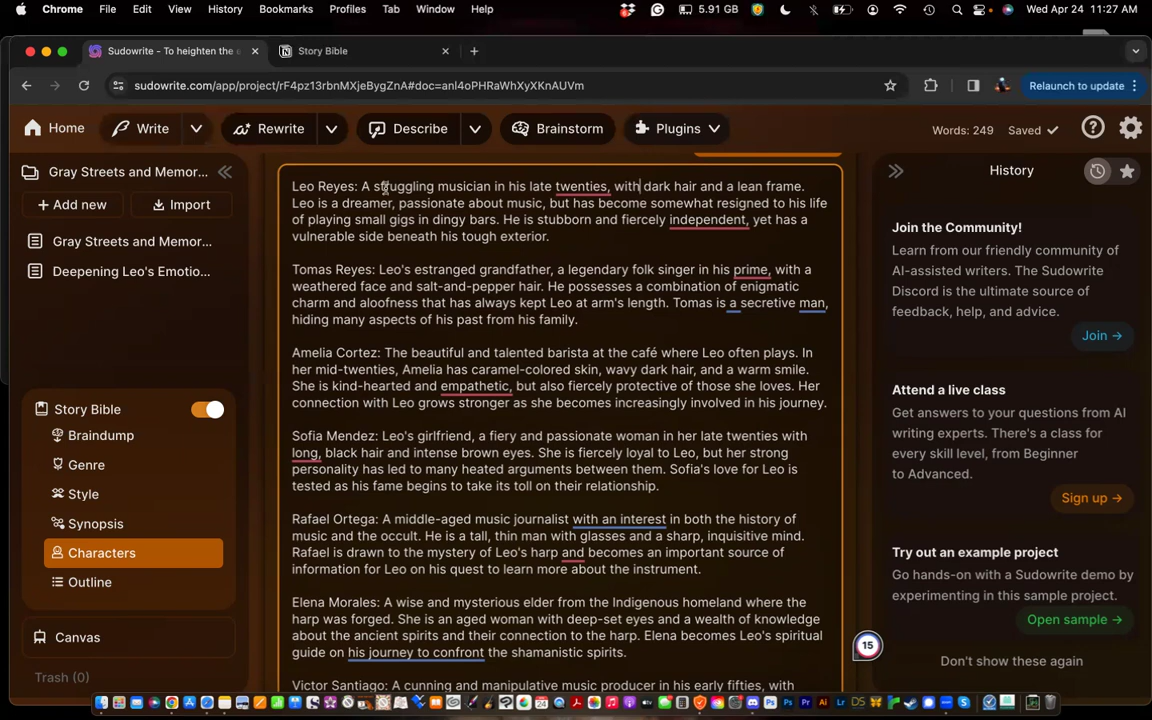 Chrome File Edit View History Bookmarks Profiles Tab Window Help 5.91 GB Wed Apr 24 11:27 AM
Sudowrite - To heighten the e Story Bible
sudowrite.com/app/project/rF4pz13rbnMXjeBygZnA#doc=anl4oPHRaWhXyXKnAUVm Relaunch to update
Home Write Rewrite Describe Brainstorm Plugins Words: 249 Saved
Gray Streets and Memor...
Add new Import
Gray Streets and Memor...
Deepening Leo's Emotio...
Story Bible
Braindump
Genre
Style
Synopsis
Characters
Outline
Canvas
Trash (0)
Leo Reyes: A struggling musician in his late twenties, with dark hair and a lean frame.
Leo is a dreamer, passionate about music, but has become somewhat resigned to his life
of playing small gigs in dingy bars. He is stubborn and fiercely independent, yet has a
vulnerable side beneath his tough exterior.
Tomas Reyes: Leo's estranged grandfather, a legendary folk singer in his prime, with a
weathered face and salt-and-pepper hair. He possesses a combination of enigmatic
charm and aloofness that has always kept Leo at arm's length. Tomas is a secretive man,
hiding many aspects of his past from his family.
Amelia Cortez: The beautiful and talented barista at the café where Leo often plays. In
her mid-twenties, Amelia has caramel-colored skin, wavy dark hair, and a warm smile.
She is kind-hearted and empathetic, but also fiercely protective of those she loves. Her
connection with Leo grows stronger as she becomes increasingly involved in his journey.
Sofia Mendez: Leo's girlfriend, a fiery and passionate woman in her late twenties with
long, black hair and intense brown eyes. She is fiercely loyal to Leo, but her strong
personality has led to many heated arguments between them. Sofia's love for Leo is
tested as his fame begins to take its toll on their relationship.
Rafael Ortega: A middle-aged music journalist with an interest in both the history of
music and the occult. He is a tall, thin man with glasses and a sharp, inquisitive mind.
Rafael is drawn to the mystery of Leo's harp and becomes an important source of
information for Leo on his quest to learn more about the instrument.
Elena Morales: A wise and mysterious elder from the Indigenous homeland where the
harp was forged. She is an aged woman with deep-set eyes and a wealth of knowledge
about the ancient spirits and their connection to the harp. Elena becomes Leo's spiritual
guide on his journey to confront the shamanistic spirits.
Victor Santiago: A cunning and manipulative music producer in his early fifties, with
15
History
Join the Community!
Learn from our friendly community of
AI-assisted writers. The Sudowrite
Discord is the ultimate source of
feedback, help, and advice.
Join →
Attend a live class
Get answers to your questions from AI
writing experts. There's a class
for every skill level, from Beginner
to Advanced.
Sign up →
Try out an example project
Go hands-on with a Sudowrite demo by
experimenting in this sample project.
Open sample →
Don't show these again